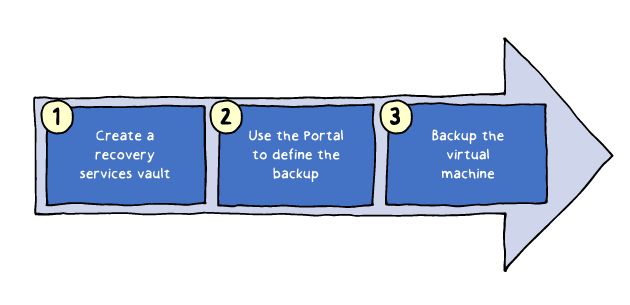 1
Create a
recovery
services vault
2
Use the Portal
to define the
backup
3
Backup the
virtual
machine